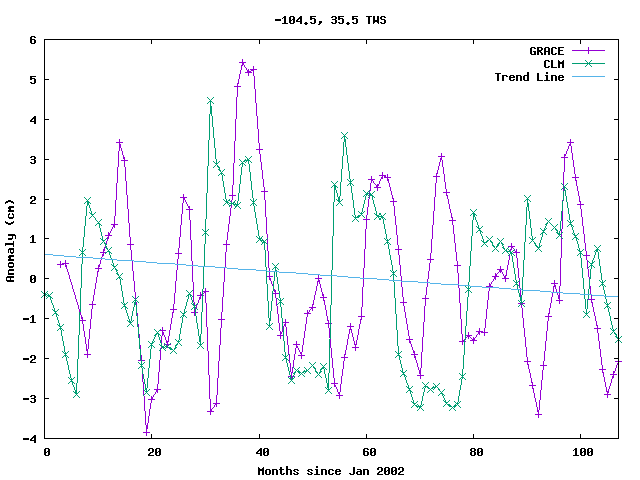 -104.5, 35.5 TWS
GRACE
CLM
Trend Line
6
5
4
3
2
1
0
-1
-2
-3
-4
Anomaly (cm)
0 20 40 60 80 100
Months since Jan 2002